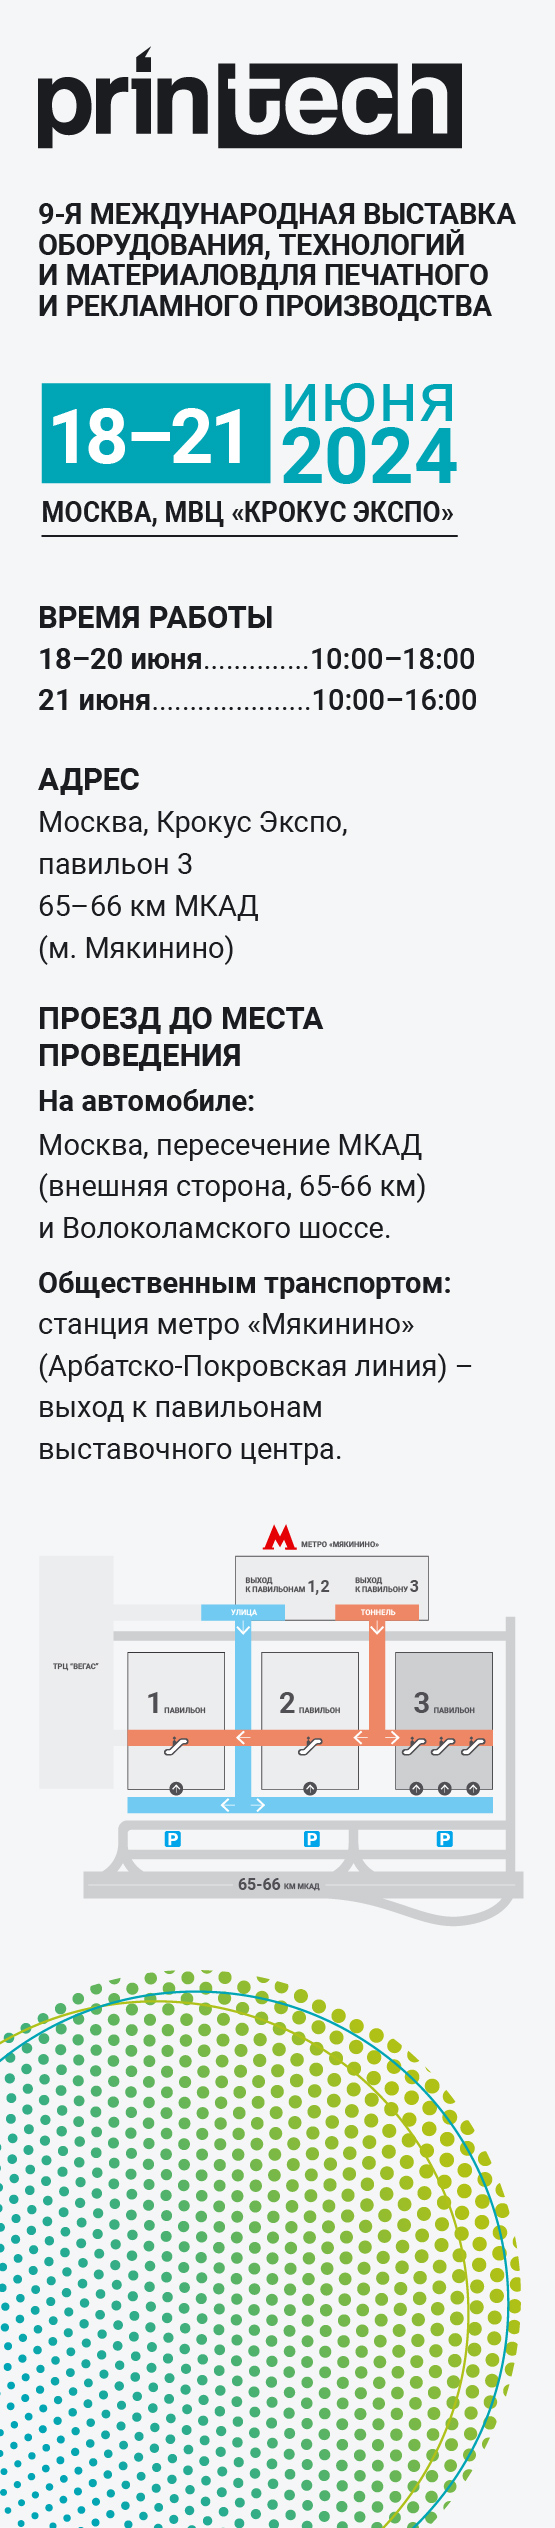 printech
9-Я МЕЖДУНАРОДНАЯ ВЫСТАВКА
ОБОРУДОВАНИЯ, ТЕХНОЛОГИЙ
И МАТЕРИАЛОВДЛЯ ПЕЧАТНОГО
И РЕКЛАМНОГО ПРОИЗВОДСТВА
18–21 ИЮНЯ
2024
МОСКВА, МВЦ «КРОКУС ЭКСПО»
ВРЕМЯ РАБОТЫ
18–20 июня..............10:00–18:00
21 июня.....................10:00–16:00
АДРЕС
Москва, Крокус Экспо,
павильон 3
65–66 км МКАД
(м. Мякинино)
ПРОЕЗД ДО МЕСТА
ПРОВЕДЕНИЯ
На автомобиле:
Москва, пересечение МКАД
(внешняя сторона, 65-66 км)
и Волоколамского шоссе.
Общественным транспортом:
станция метро «Мякинино»
(Арбатско-Покровская линия) –
выход к павильонам
выставочного центра.
М МЕТРО «МЯКИНИНО»
ВЫХОД
К ПАВИЛЬОНАМ 1,2
ВЫХОД
К ПАВИЛЬОНУ 3
УЛИЦА
ТОННЕЛЬ
ТРЦ "ВЕГАС"
1 ПАВИЛЬОН
2 ПАВИЛЬОН
3 ПАВИЛЬОН
P
P
P
65-66 КМ МКАД